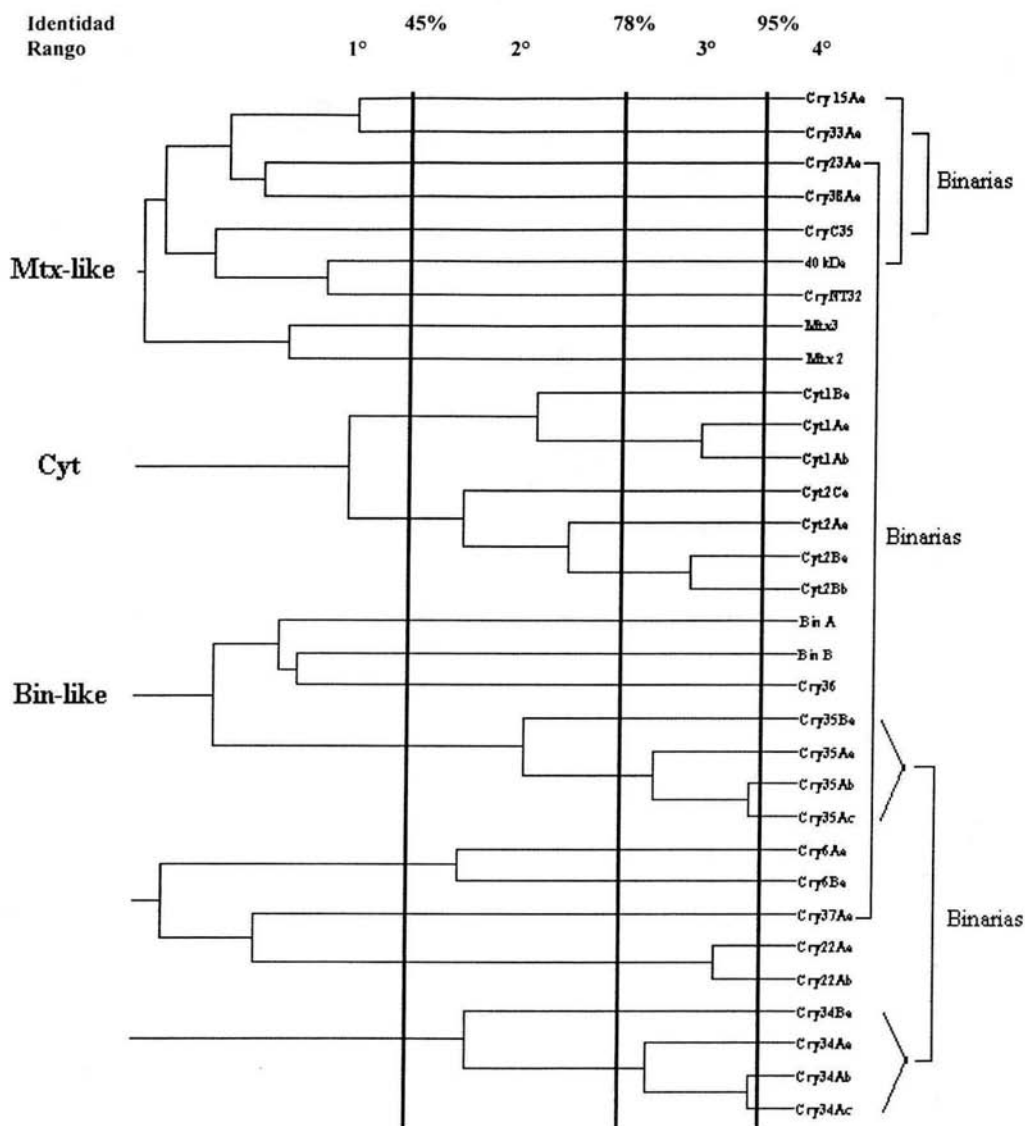 Identidad 45% 78% 95%
Rango 1° 2° 3° 4°
Cry15Aa
Cry33Aa
Cry23Aa
Cry38Aa
Binarias
CryC35
40 kDa
Mtx-like
CryNT32
Mtx3
Mtx2
Cyt1Ba
Cyt1Aa
Cyt1Ab
Cyt
Cyt2Ca
Cyt2Aa
Binarias
Cyt2Ba
Cyt2Bb
Bin A
Bin B
Cry36
Bin-like
Cry35Ba
Cry35Aa
Cry35Ab
Cry35Ac
Cry6Aa
Cry6Ba
Cry37Aa
Binarias
Cry22Aa
Cry22Ab
Cry34Ba
Cry34Aa
Cry34Ab
Cry34Ac